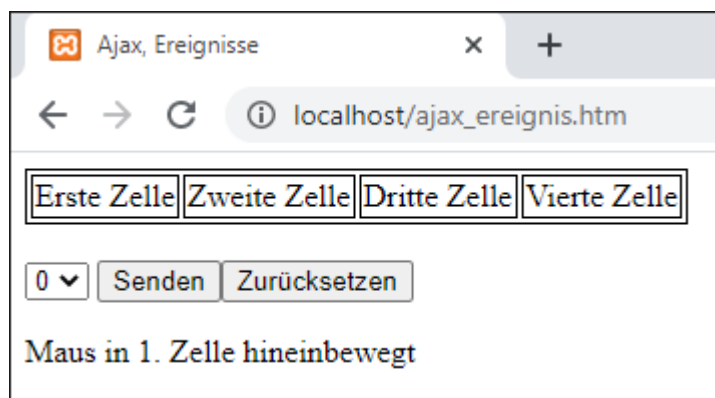 Ajax, Ereignisse
localhost/ajax_ereignis.htm
Erste Zelle Zweite Zelle Dritte Zelle Vierte Zelle
0 Senden Zurücksetzen
Maus in 1. Zelle hineinbewegt